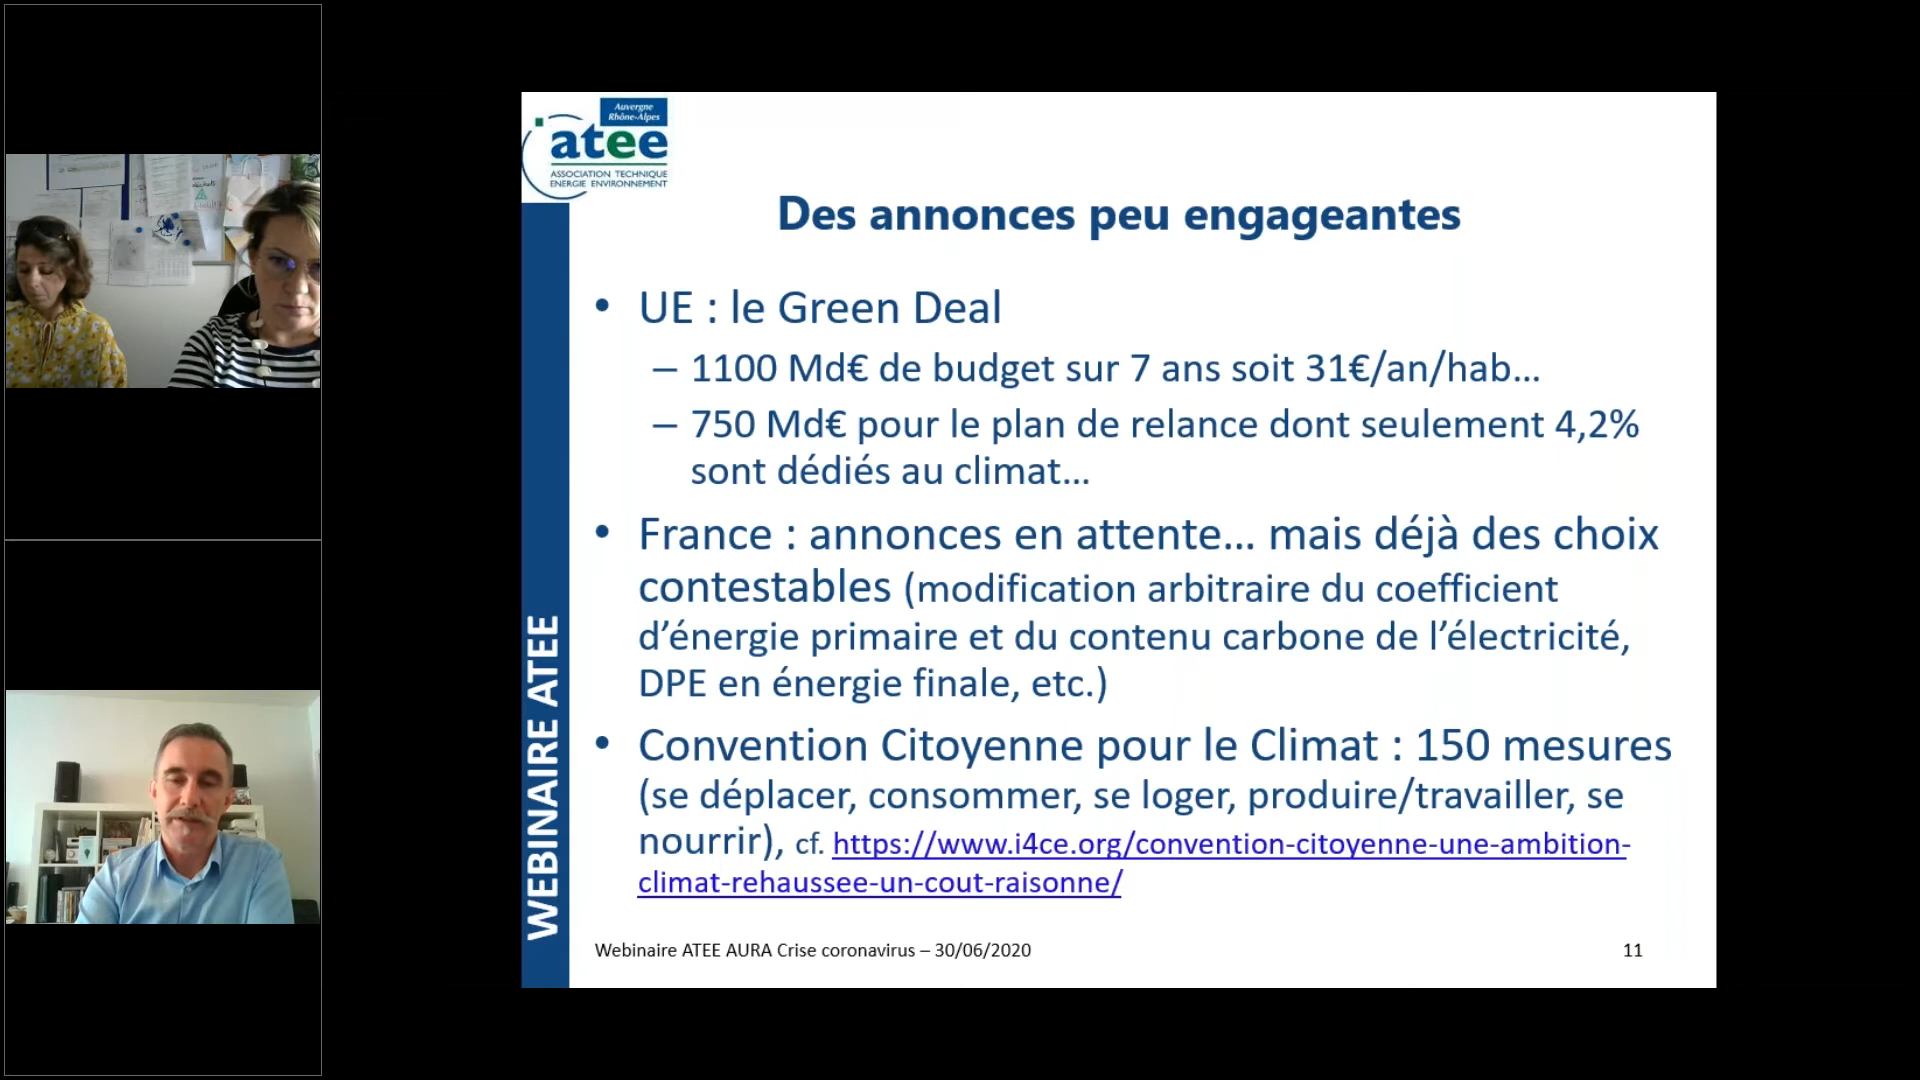 Auvergne
Rhône-Alpes
atee
ASSOCIATION TECHNIQUE
ENERGIE ENVIRONNEMENT
Des annonces peu engageantes
• UE : le Green Deal
– 1100 Md€ de budget sur 7 ans soit 31€/an/hab…
– 750 Md€ pour le plan de relance dont seulement 4,2%
sont dédiés au climat…
• France : annonces en attente… mais déjà des choix
contestables (modification arbitraire du coefficient
d’énergie primaire et du contenu carbone de l’électricité,
DPE en énergie finale, etc.)
• Convention Citoyenne pour le Climat : 150 mesures
(se déplacer, consommer, se loger, produire/travailler, se
nourrir), cf. https://www.i4ce.org/convention-citoyenne-une-ambition-
climat-rehaussee-un-cout-raisonne/
WEBINAIRE ATEE
Webinaire ATEE AURA Crise coronavirus – 30/06/2020
11